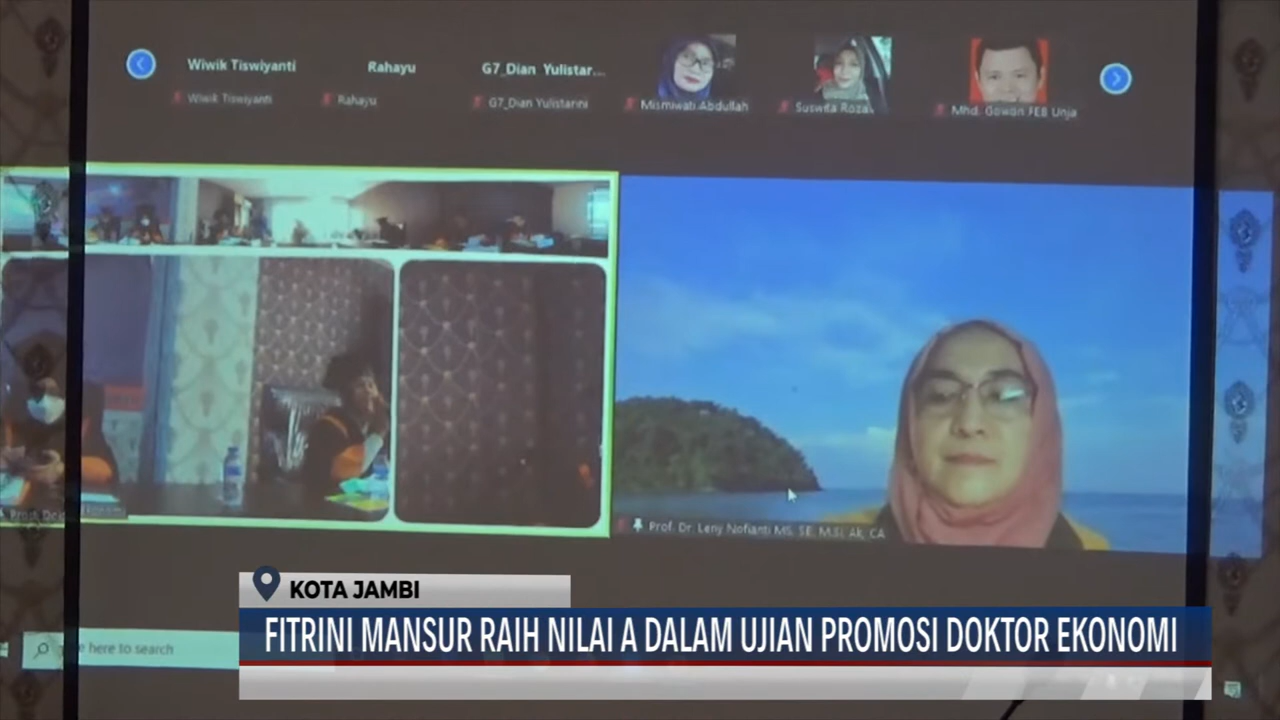 Wiwik Tiswiyanti
Rahayu
G7_Dian Yulistar...
Wiwik Tiswiyanti
Rahayu
G7_Dian Yulistarini
Mismiwati Abdullah
Suswita Roza
Mhd. Gowon FEB Unja
Prof. Dr. Leny Nofianti MS, SE, M.Si, Ak, CA
KOTA JAMBI
FITRINI MANSUR RAIH NILAI A DALAM UJIAN PROMOSI DOKTOR EKONOMI
here to search